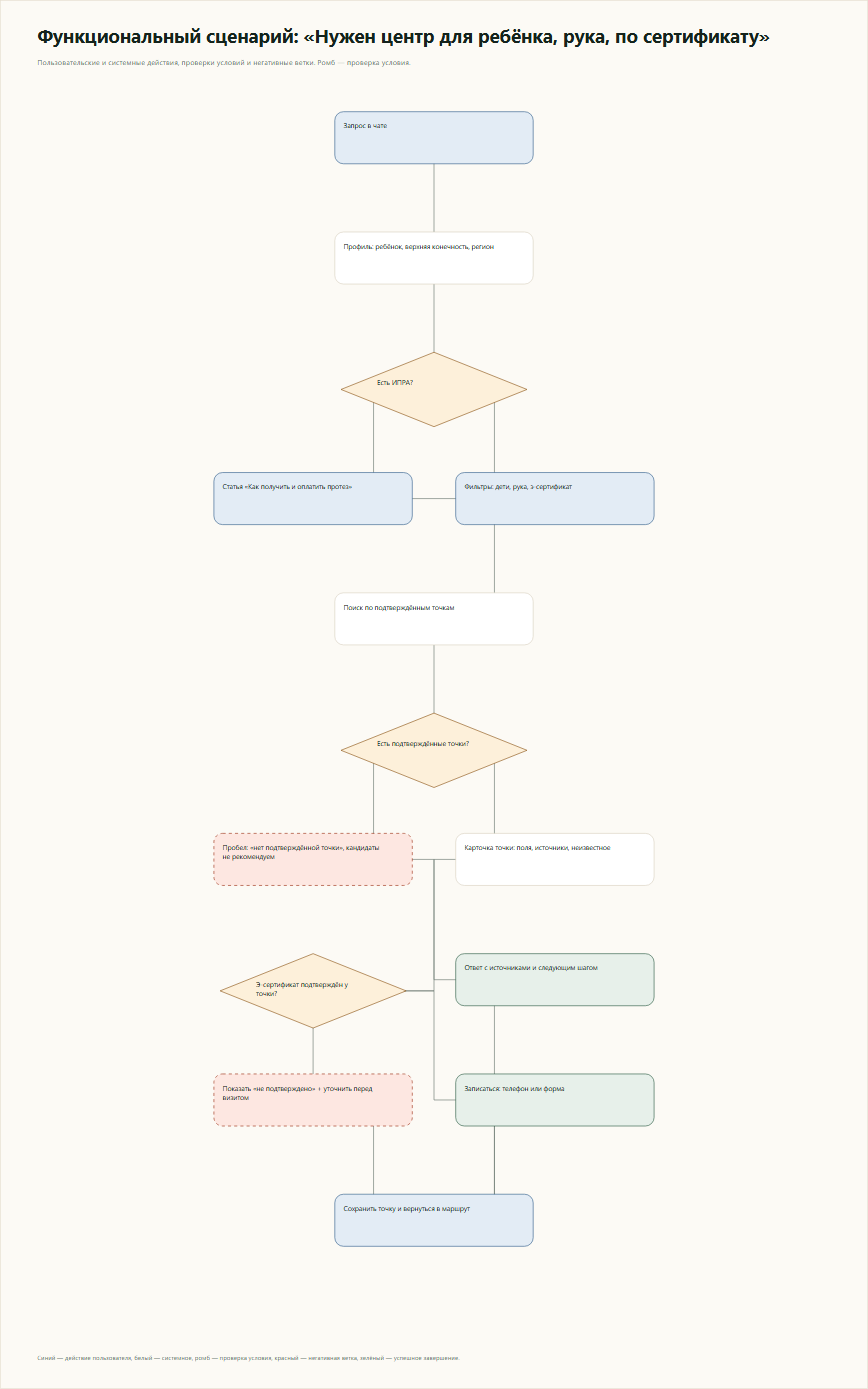 Функциональный сценарий: «Нужен центр для ребёнка, рука, по сертификату»
Пользовательские и системные действия, проверки условий и негативные ветки. Ромб — проверка условия.
Запрос в чате
Профиль: ребёнок, верхняя конечность, регион
Есть ИПРА?
Статья «Как получить и оплатить протез»
Фильтры: дети, рука, э-сертификат
Поиск по подтверждённым точкам
Есть подтверждённые точки?
Пробел: «нет подтверждённой точки», кандидаты
не рекомендуем
Карточка точки: поля, источники, неизвестное
Э-сертификат подтверждён у
точки?
Ответ с источниками и следующим шагом
Показать «не подтверждено» + уточнить перед
визитом
Записаться: телефон или форма
Сохранить точку и вернуться в маршрут
Синий — действие пользователя, белый — системное, ромб — проверка условия, красный — негативная ветка, зелёный — успешное завершение.